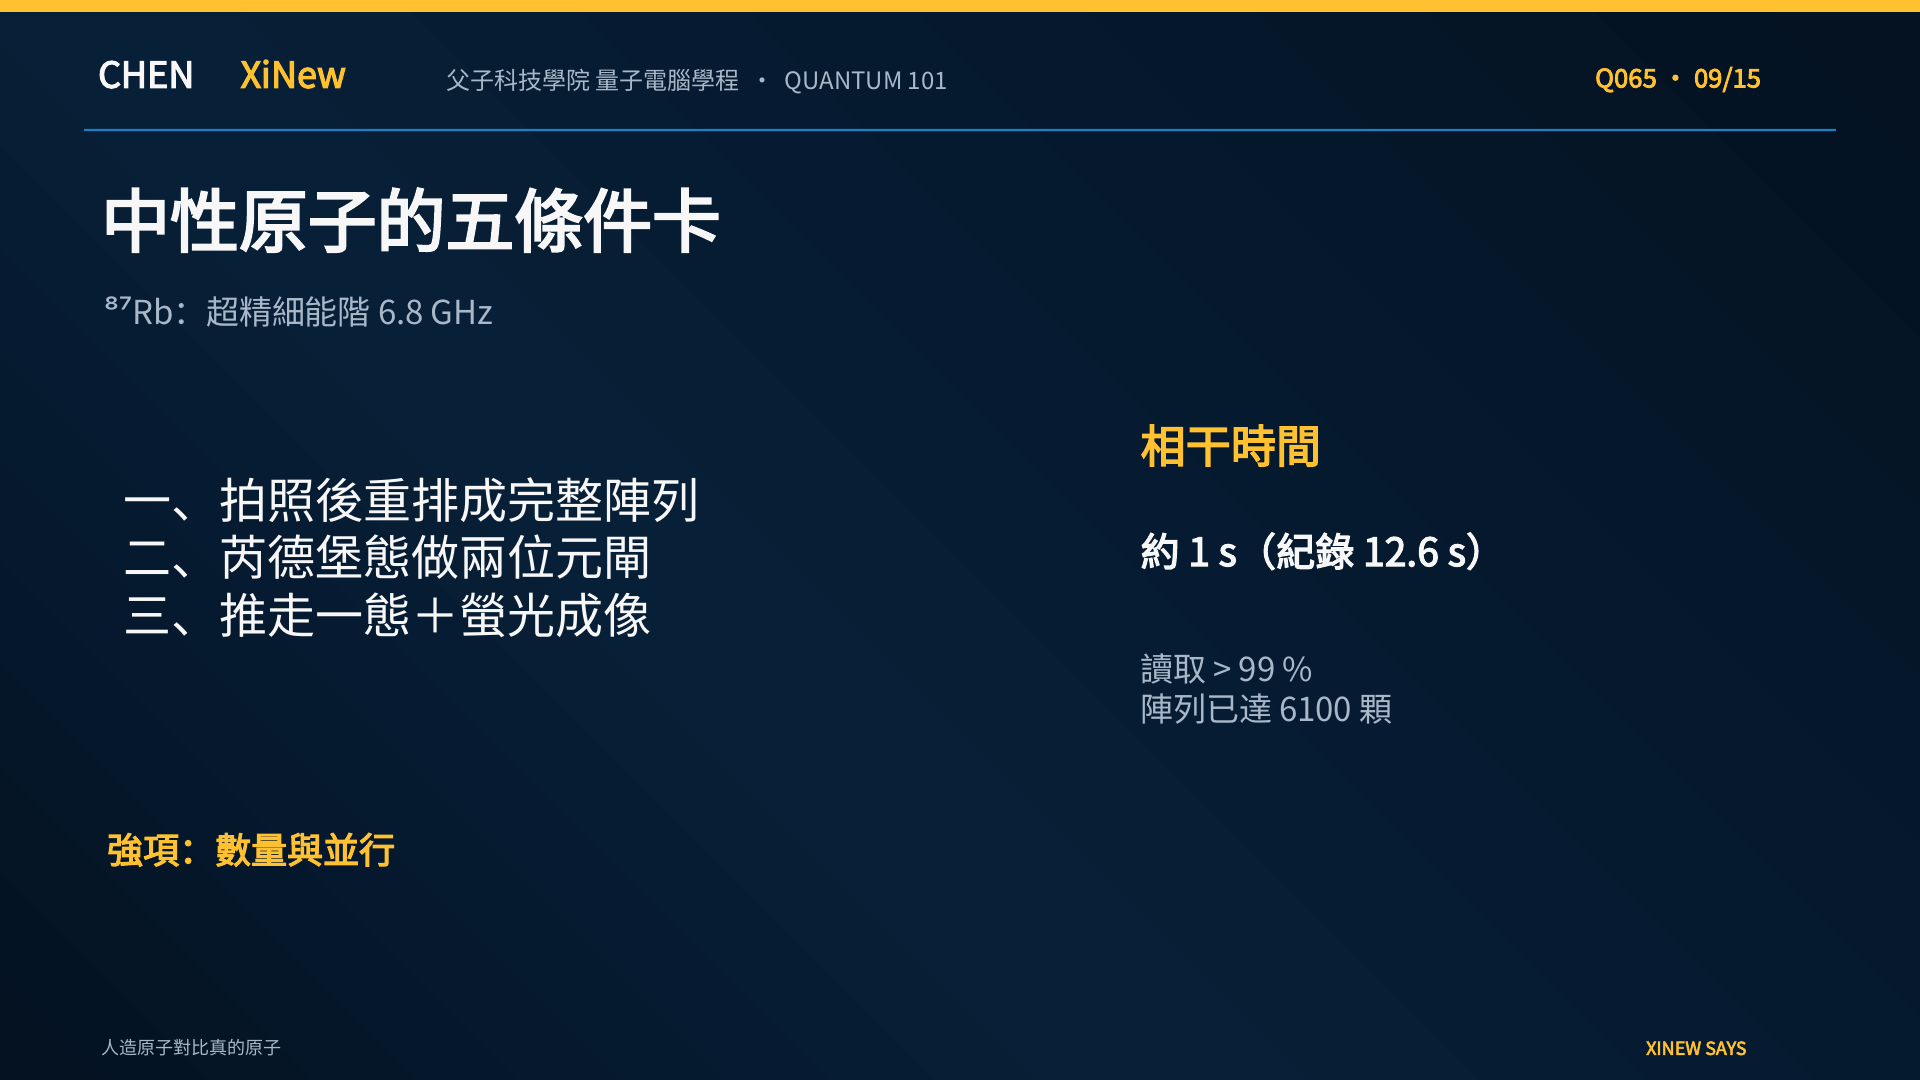 CHEN XiNew 父子科技學院 量子電腦學程 · QUANTUM 101 Q065 · 09/15
中性原子的五條件卡
⁸⁷Rb：超精細能階 6.8 GHz
一、拍照後重排成完整陣列
二、芮德堡態做兩位元閘
三、推走一態＋螢光成像
相干時間
約 1 s（紀錄 12.6 s）
讀取 > 99 %
陣列已達 6100 顆
強項：數量與並行
人造原子對比真的原子 XINEW SAYS